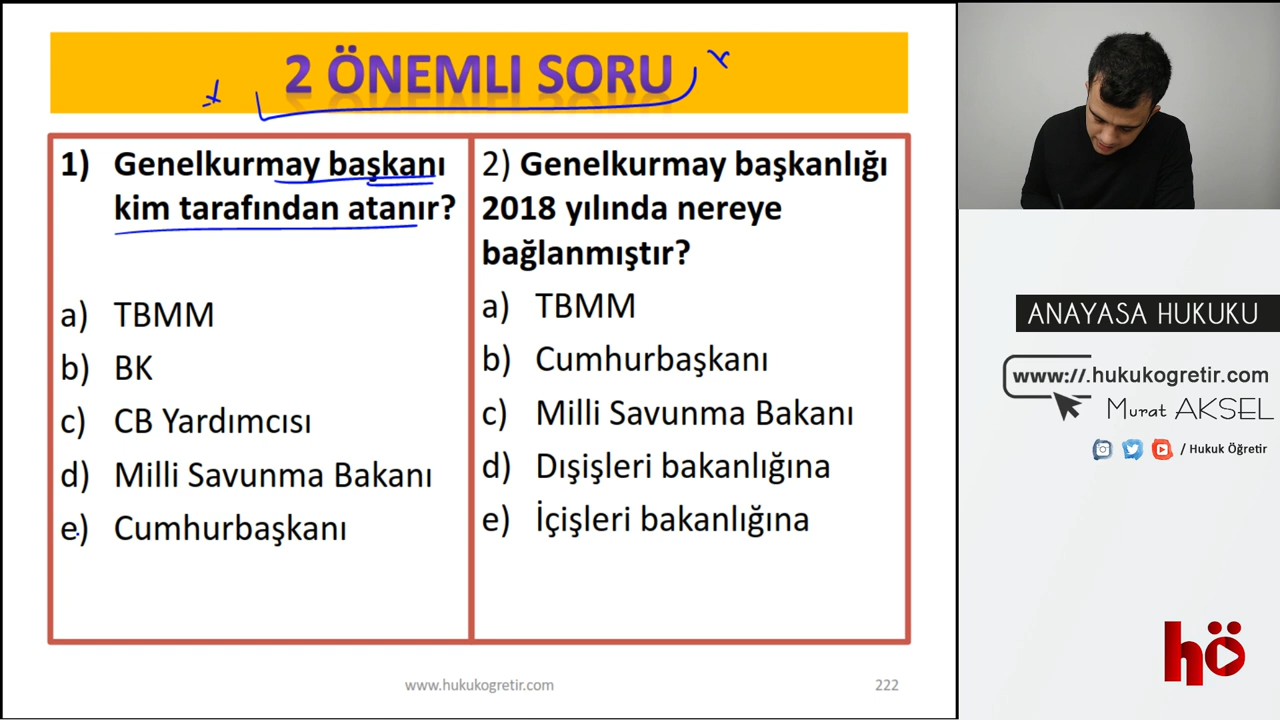 2 ÖNEMLI SORU
1) Genelkurmay başkanı
kim tarafından atanır?
a) TBMM
b) BK
c) CB Yardımcısı
d) Milli Savunma Bakanı
e) Cumhurbaşkanı
2) Genelkurmay başkanlığı
2018 yılında nereye
bağlanmıştır?
a) TBMM
b) Cumhurbaşkanı
c) Milli Savunma Bakanı
d) Dışişleri bakanlığına
e) İçişleri bakanlığına
www.hukukogretir.com
222
ANAYASA HUKUKU
www://.hukukogretir.com
Murat AKSEL
/ Hukuk Öğretir
hö